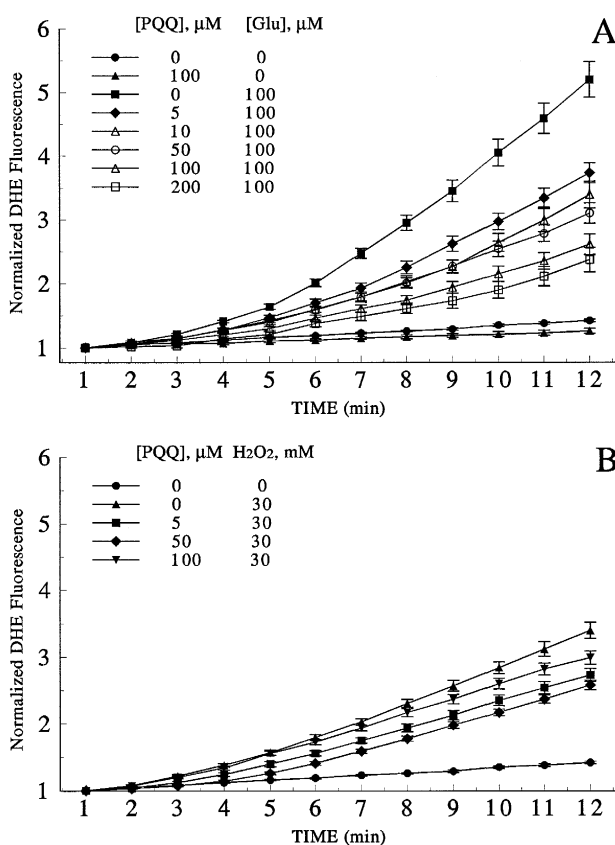 [PQQ], μM [Glu], μM
A
0 0
100 0
0 100
5 100
10 100
50 100
100 100
200 100
6
5
4
3
2
1
Normalized DHE Fluorescence
1 2 3 4 5 6 7 8 9 10 11 12
TIME (min)
[PQQ], μM H2O2, mM
B
0 0
0 30
5 30
50 30
100 30
6
5
4
3
2
1
Normalized DHE Fluorescence
1 2 3 4 5 6 7 8 9 10 11 12
TIME (min)